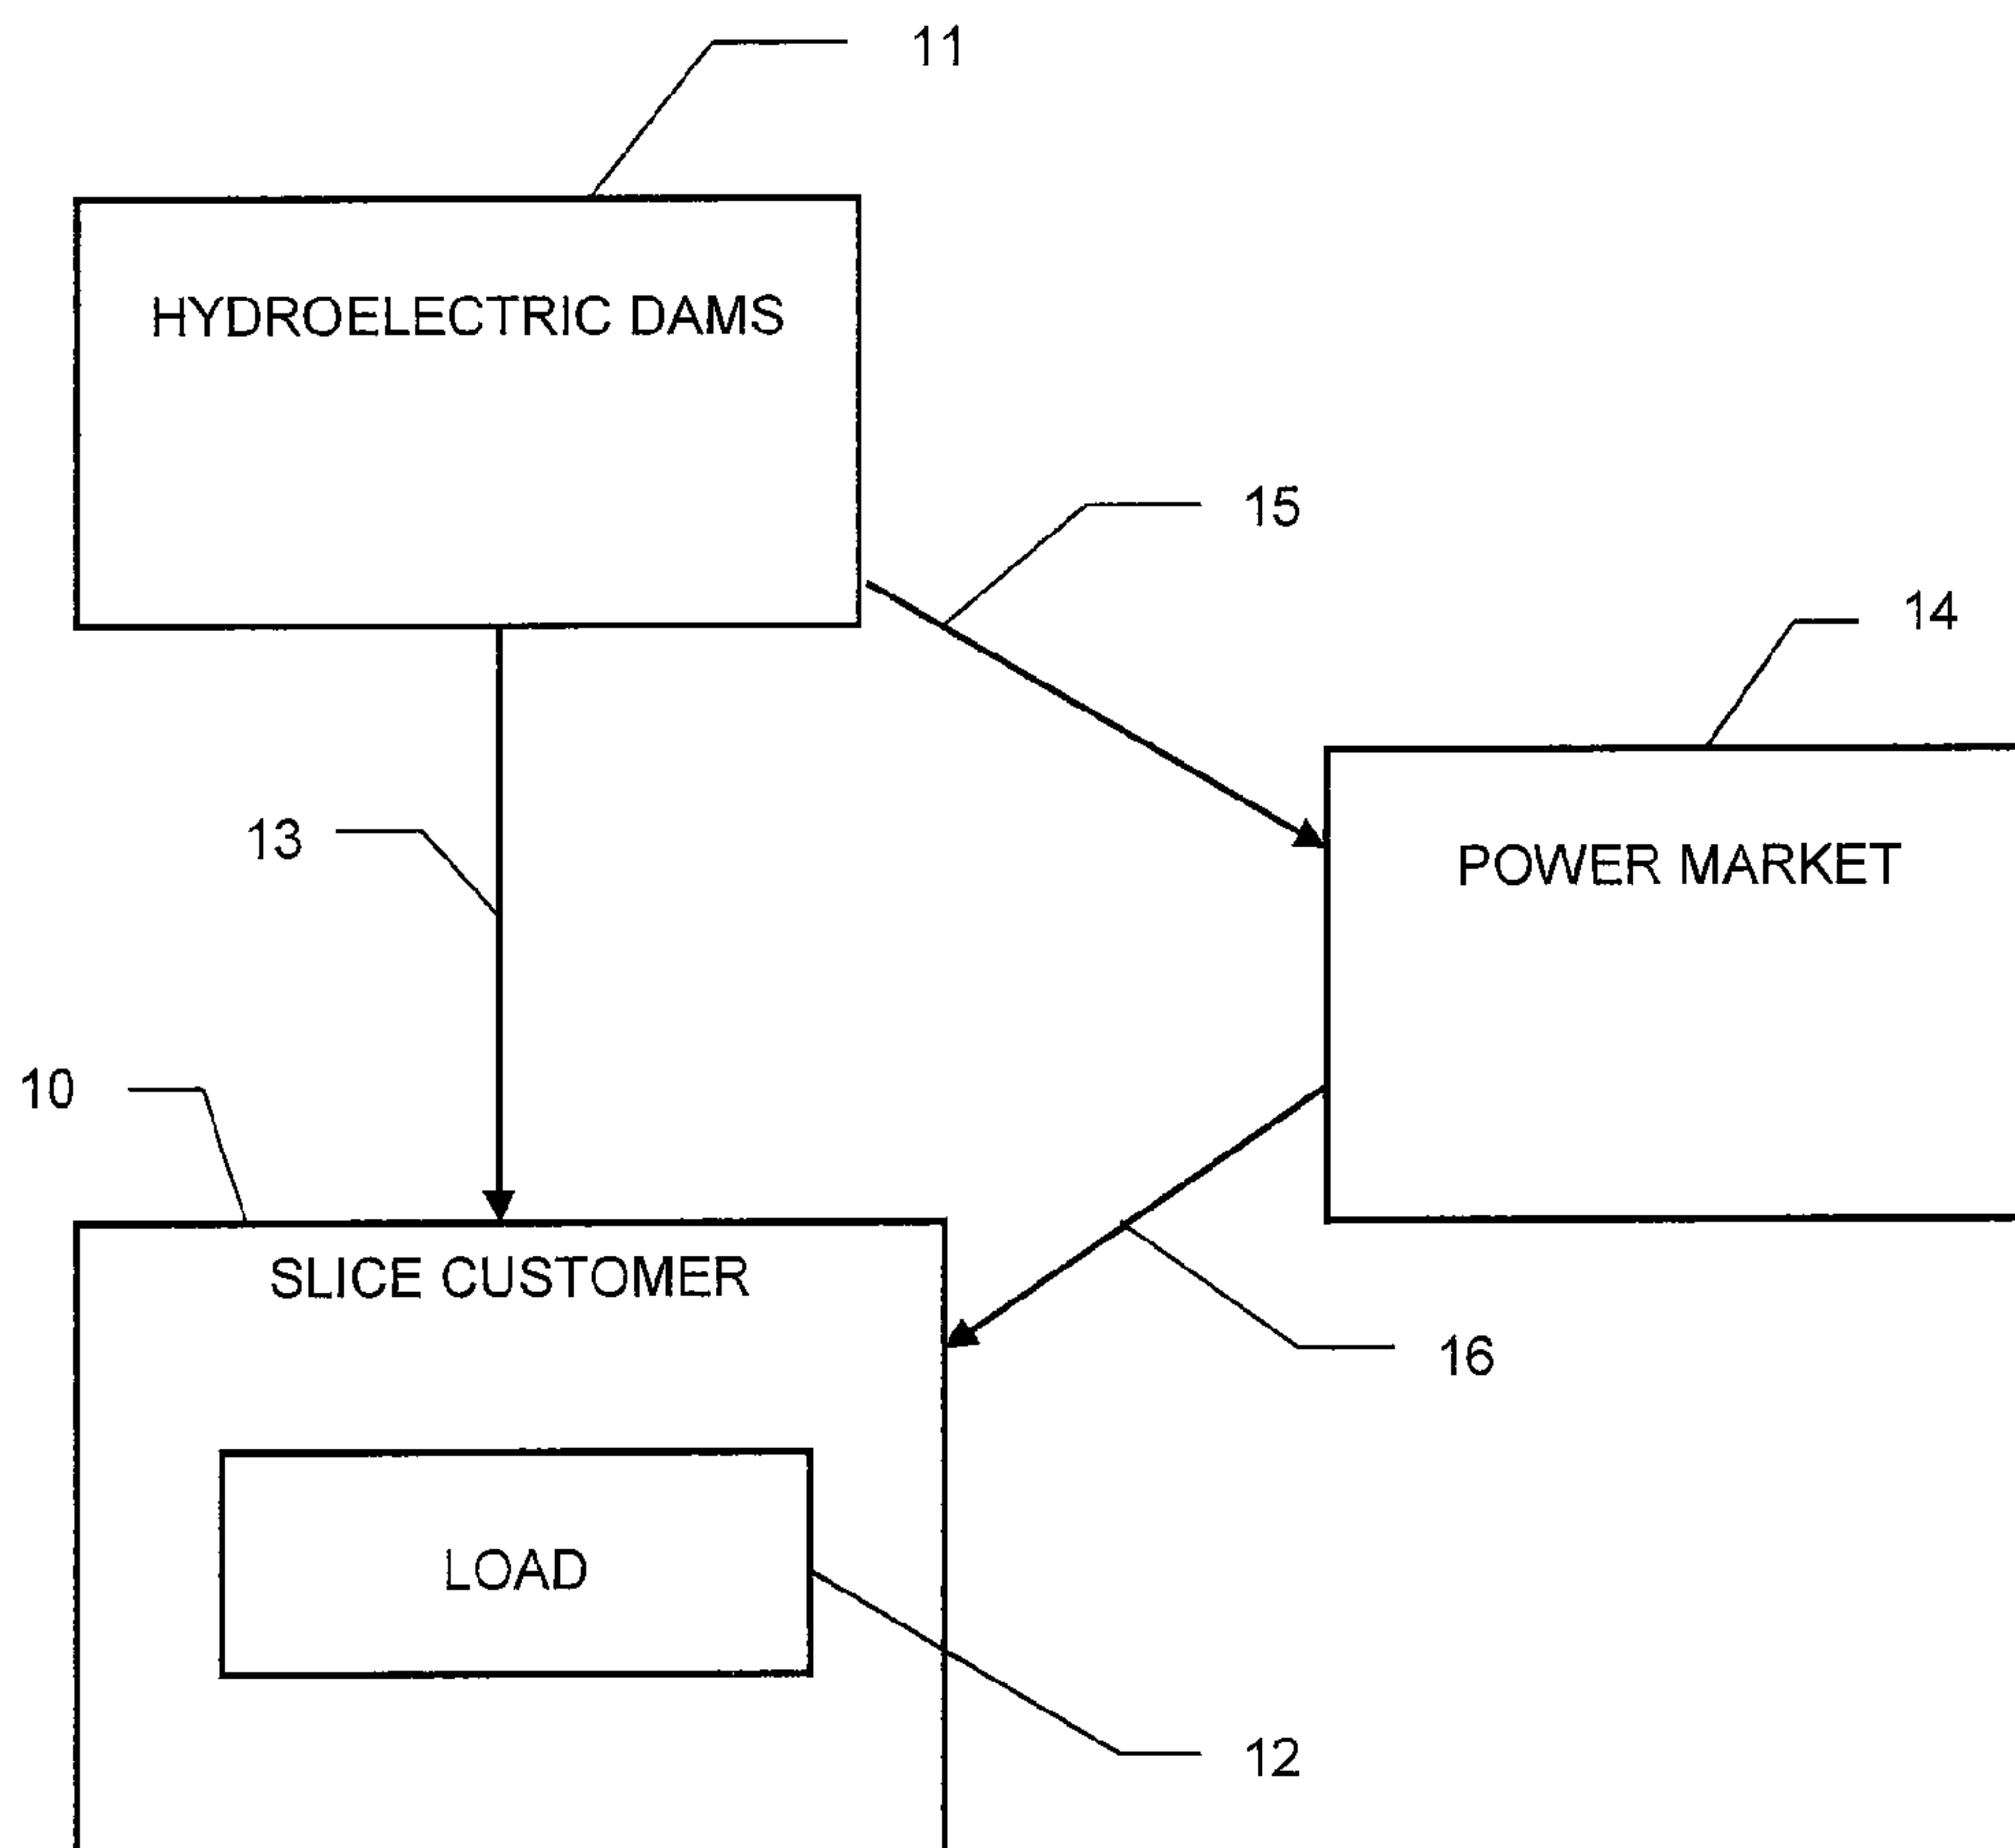 11
HYDROELECTRIC DAMS
15
14
13
POWER MARKET
10
SLICE CUSTOMER
16
LOAD
12